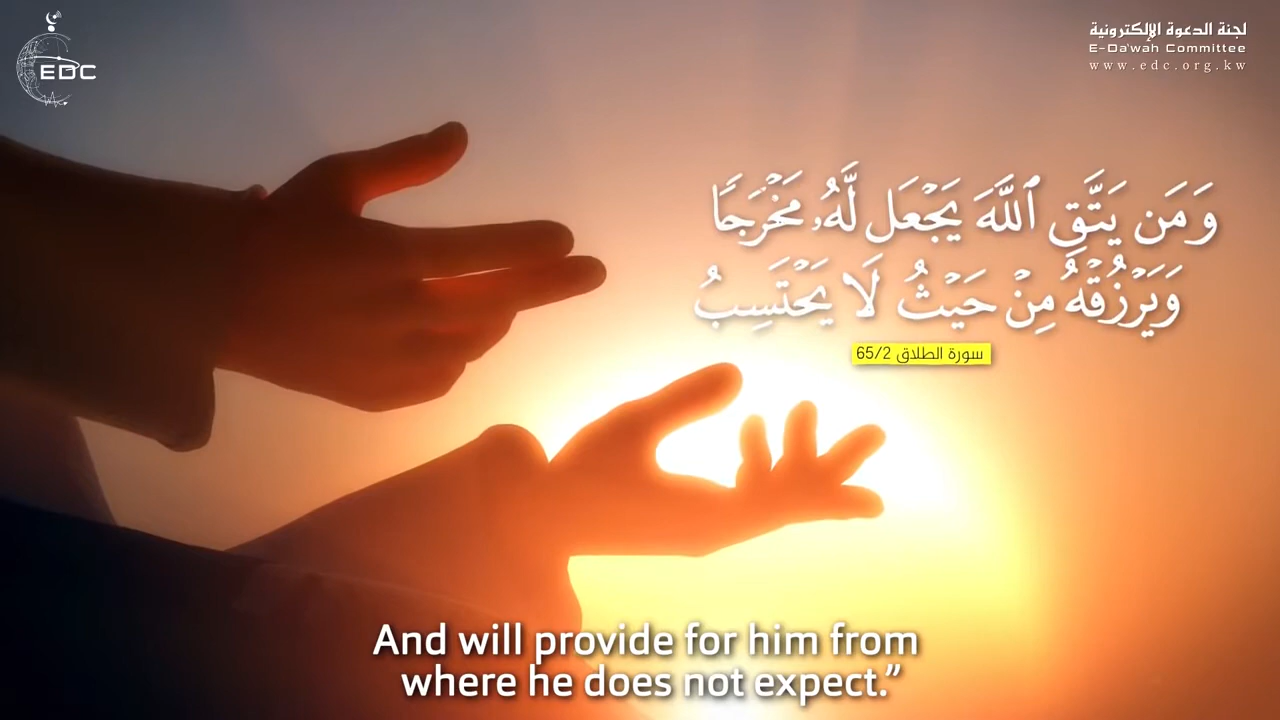 EDC
لجنة الدعوة الإلكترونية
E-Da'wah Committee
www.edc.org.kw
وَمَن يَتَّقِ ٱللَّهَ يَجْعَل لَّهُۥ مَخْرَجًا
وَيَرْزُقْهُ مِنْ حَيْثُ لَا يَحْتَسِبُ
سورة الطلاق 65/2
And will provide for him from
where he does not expect.”